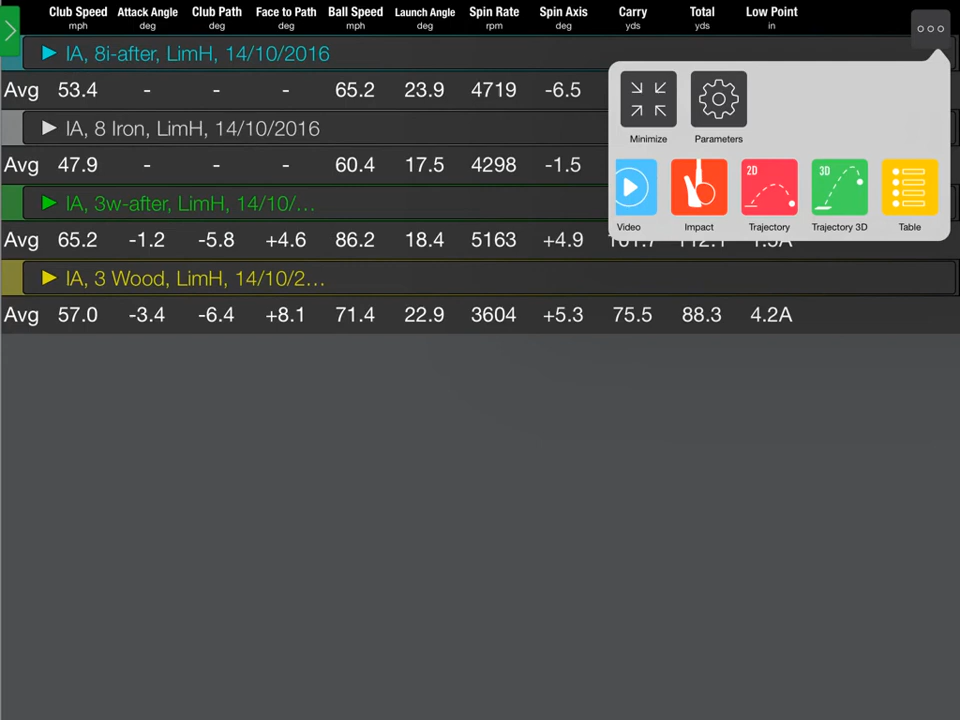 Club Speed Attack Angle Club Path Face to Path Ball Speed Launch Angle Spin Rate Spin Axis Carry Total Low Point
mph deg deg deg mph deg rpm deg yds yds in
IA, 8i-after, LimH, 14/10/2016
Avg 53.4 - - - 65.2 23.9 4719 -6.5
Minimize Parameters
IA, 8 Iron, LimH, 14/10/2016
Avg 47.9 - - - 60.4 17.5 4298 -1.5
2D 3D
IA, 3w-after, LimH, 14/10/...
Video Impact Trajectory Trajectory 3D Table
Avg 65.2 -1.2 -5.8 +4.6 86.2 18.4 5163 +4.9
IA, 3 Wood, LimH, 14/10/2...
Avg 57.0 -3.4 -6.4 +8.1 71.4 22.9 3604 +5.3 75.5 88.3 4.2A